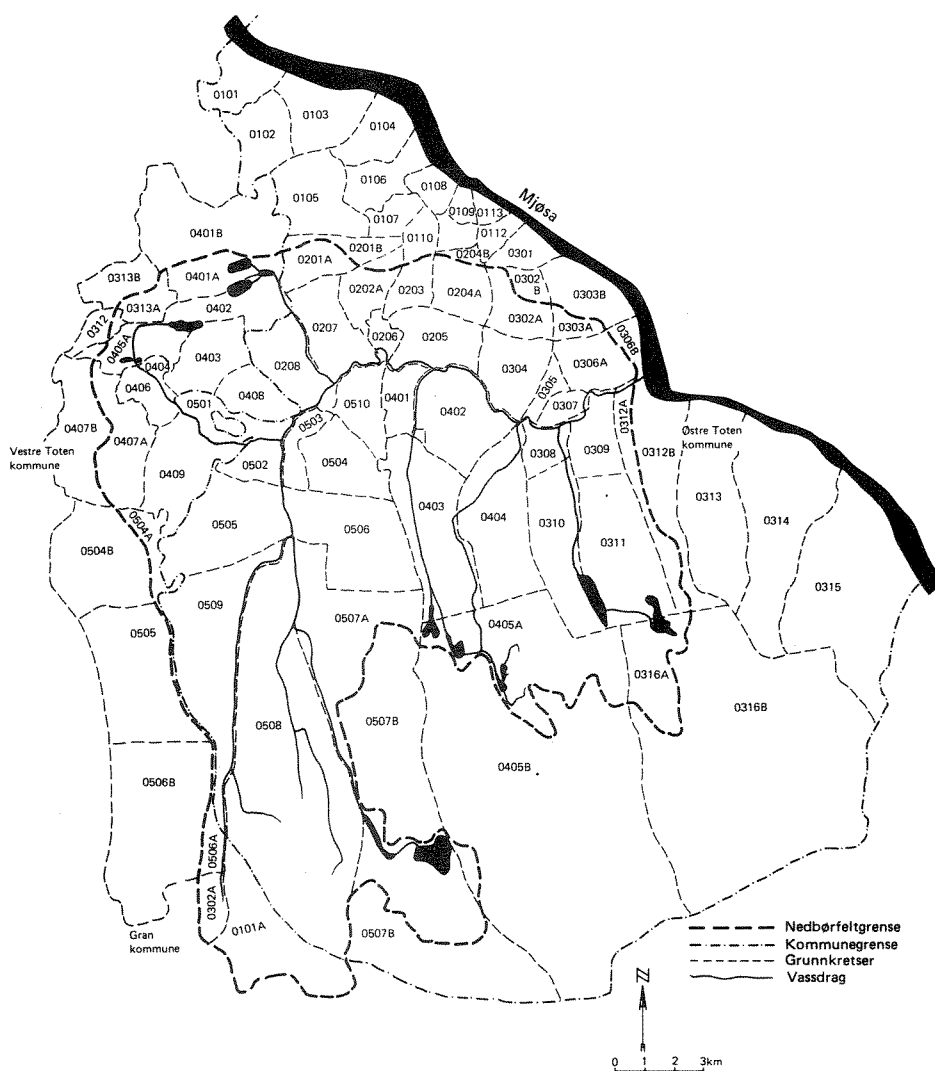 0101
0103
0102
0104
0106
0108
0105
Mjøsa
0109
0113
0107
0112
0401B
0110
0201B
0204B
0301
0201A
0313B
0401A
0302
B
0202A
0203
0204A
0303B
0313A
0402
0302A
0312
0207
0303A
0405A
0206
0205
0306B
0403
0404
0208
0304
0306A
0406
0305
0408
0510
0401
0501
0402
0307
0312A
0503
0407B
0407A
Østre Toten
kommune
0308
0309
0312B
Vestre Toten
kommune
0502
0504
0409
0313
0403
0404
0310
0314
0504A
0505
0506
0311
0504B
0315
0509
0507A
0405A
0505
0316A
0316B
0508
0507B
0405B
0506B
0506A
0302A
0101A
Gran
kommune
0507B
Nedbørfeltgrense
Kommunegrense
Grunnkretser
Vassdrag
N
0 1 2 3km